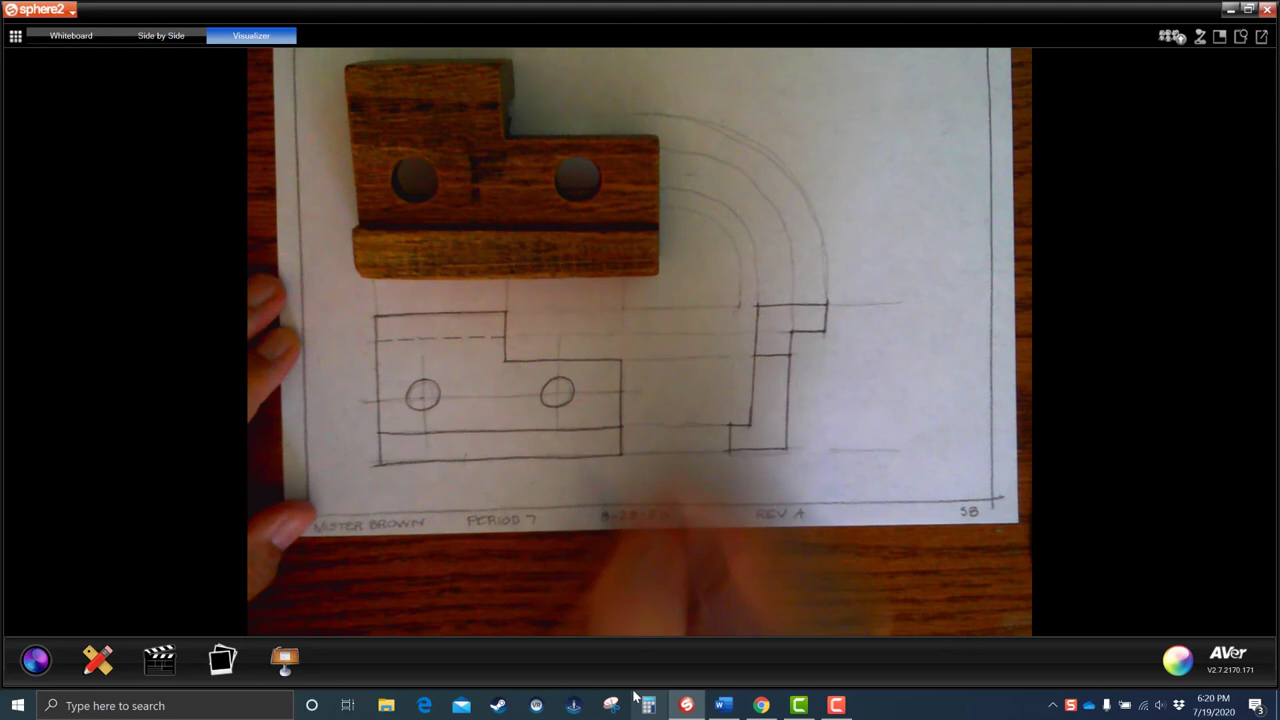 sphere2
Whiteboard
Side by Side
Visualizer
MISTER BROWN PERIOD 7 REV A SB
AVer
V2.7.2170.171
Type here to search
6:20 PM
7/19/2020